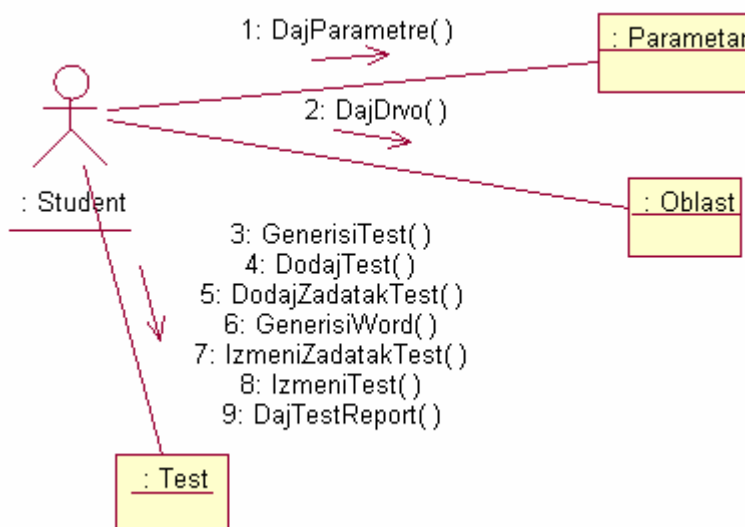 1: DajParametre()
: Parametar
2: DajDrvo()
: Student
: Oblast
3: GenerisiTest()
4: DodajTest()
5: DodajZadatakTest()
6: GenerisiWord()
7: IzmeniZadatakTest()
8: IzmeniTest()
9: DajTestReport()
: Test